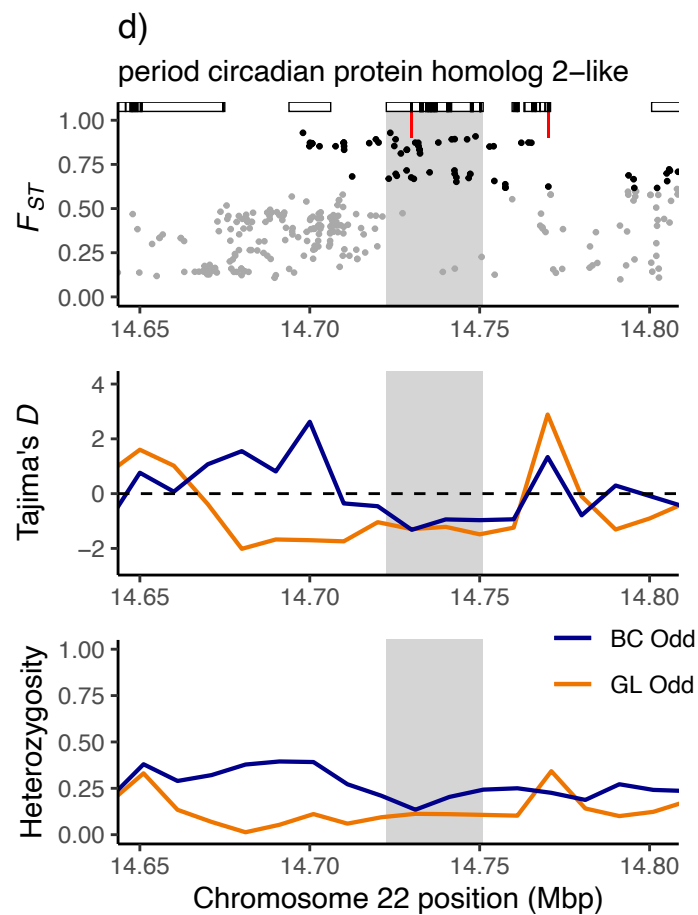 d)
period circadian protein homolog 2−like
1.00
0.75
0.50
0.25
0.00
FST
14.65 14.70 14.75 14.80
4
2
0
−2
Tajima's D
14.65 14.70 14.75 14.80
1.00
0.75
0.50
0.25
0.00
Heterozygosity
BC Odd
GL Odd
14.65 14.70 14.75 14.80
Chromosome 22 position (Mbp)